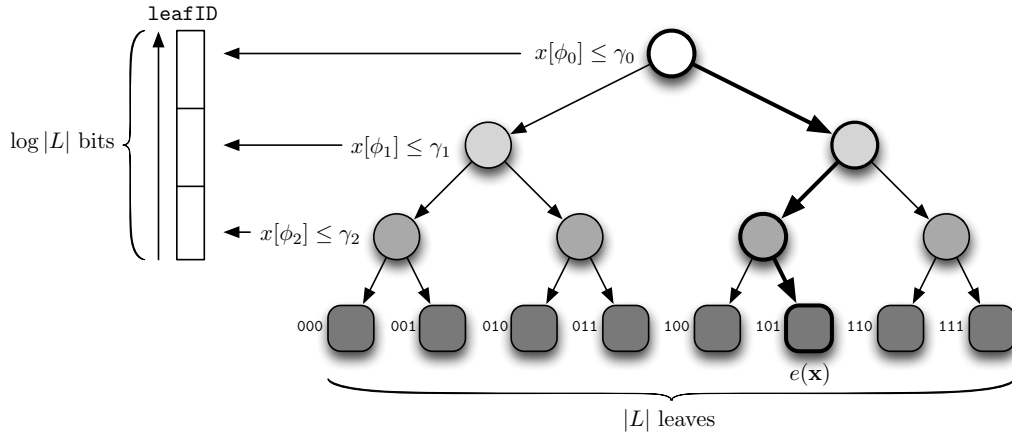 leafID
x[ϕ₀] ≤ γ₀
log |L| bits
x[ϕ₁] ≤ γ₁
x[ϕ₂] ≤ γ₂
000 001 010 011 100 101 110 111
e(𝐱)
|L| leaves